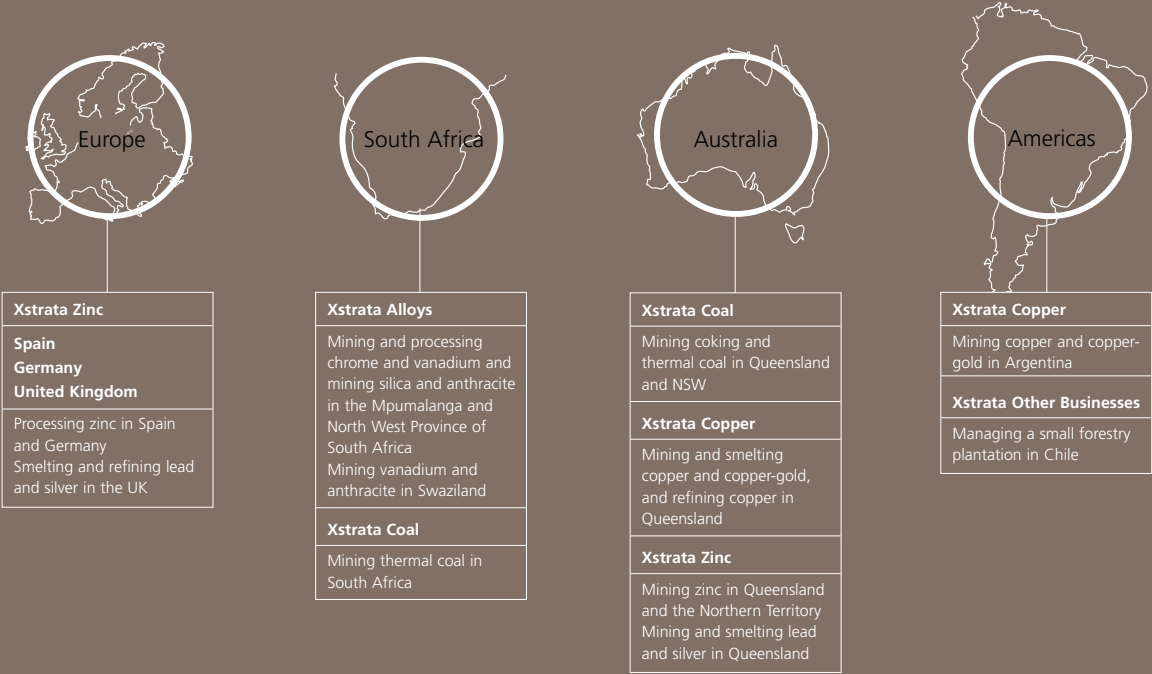 Europe
South Africa
Australia
Americas
Xstrata Zinc
Spain
Germany
United Kingdom
Processing zinc in Spain
and Germany
Smelting and refining lead
and silver in the UK
Xstrata Alloys
Mining and processing
chrome and vanadium and
mining silica and anthracite
in the Mpumalanga and
North West Province of
South Africa
Mining vanadium and
anthracite in Swaziland
Xstrata Coal
Mining thermal coal in
South Africa
Xstrata Coal
Mining coking and
thermal coal in Queensland
and NSW
Xstrata Copper
Mining and smelting
copper and copper-gold,
and refining copper in
Queensland
Xstrata Zinc
Mining zinc in Queensland
and the Northern Territory
Mining and smelting lead
and silver in Queensland
Xstrata Copper
Mining copper and copper-
gold in Argentina
Xstrata Other Businesses
Managing a small forestry
plantation in Chile